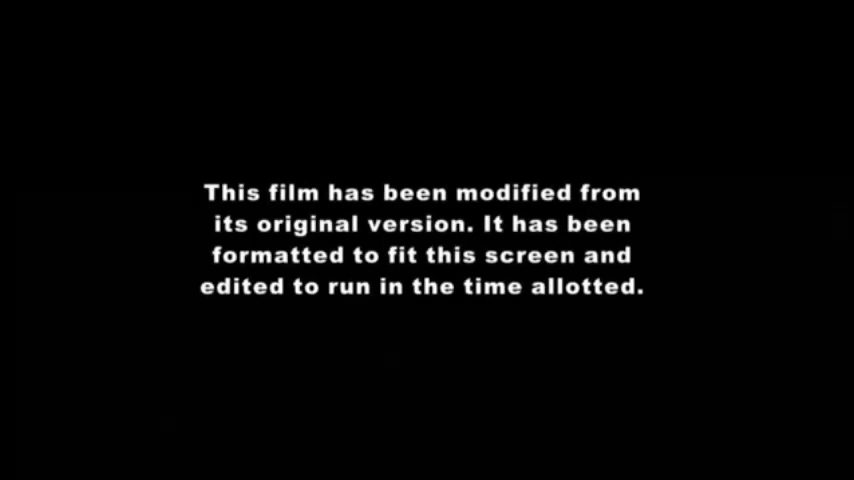 This film has been modified from
its original version. It has been
formatted to fit this screen and
edited to run in the time allotted.